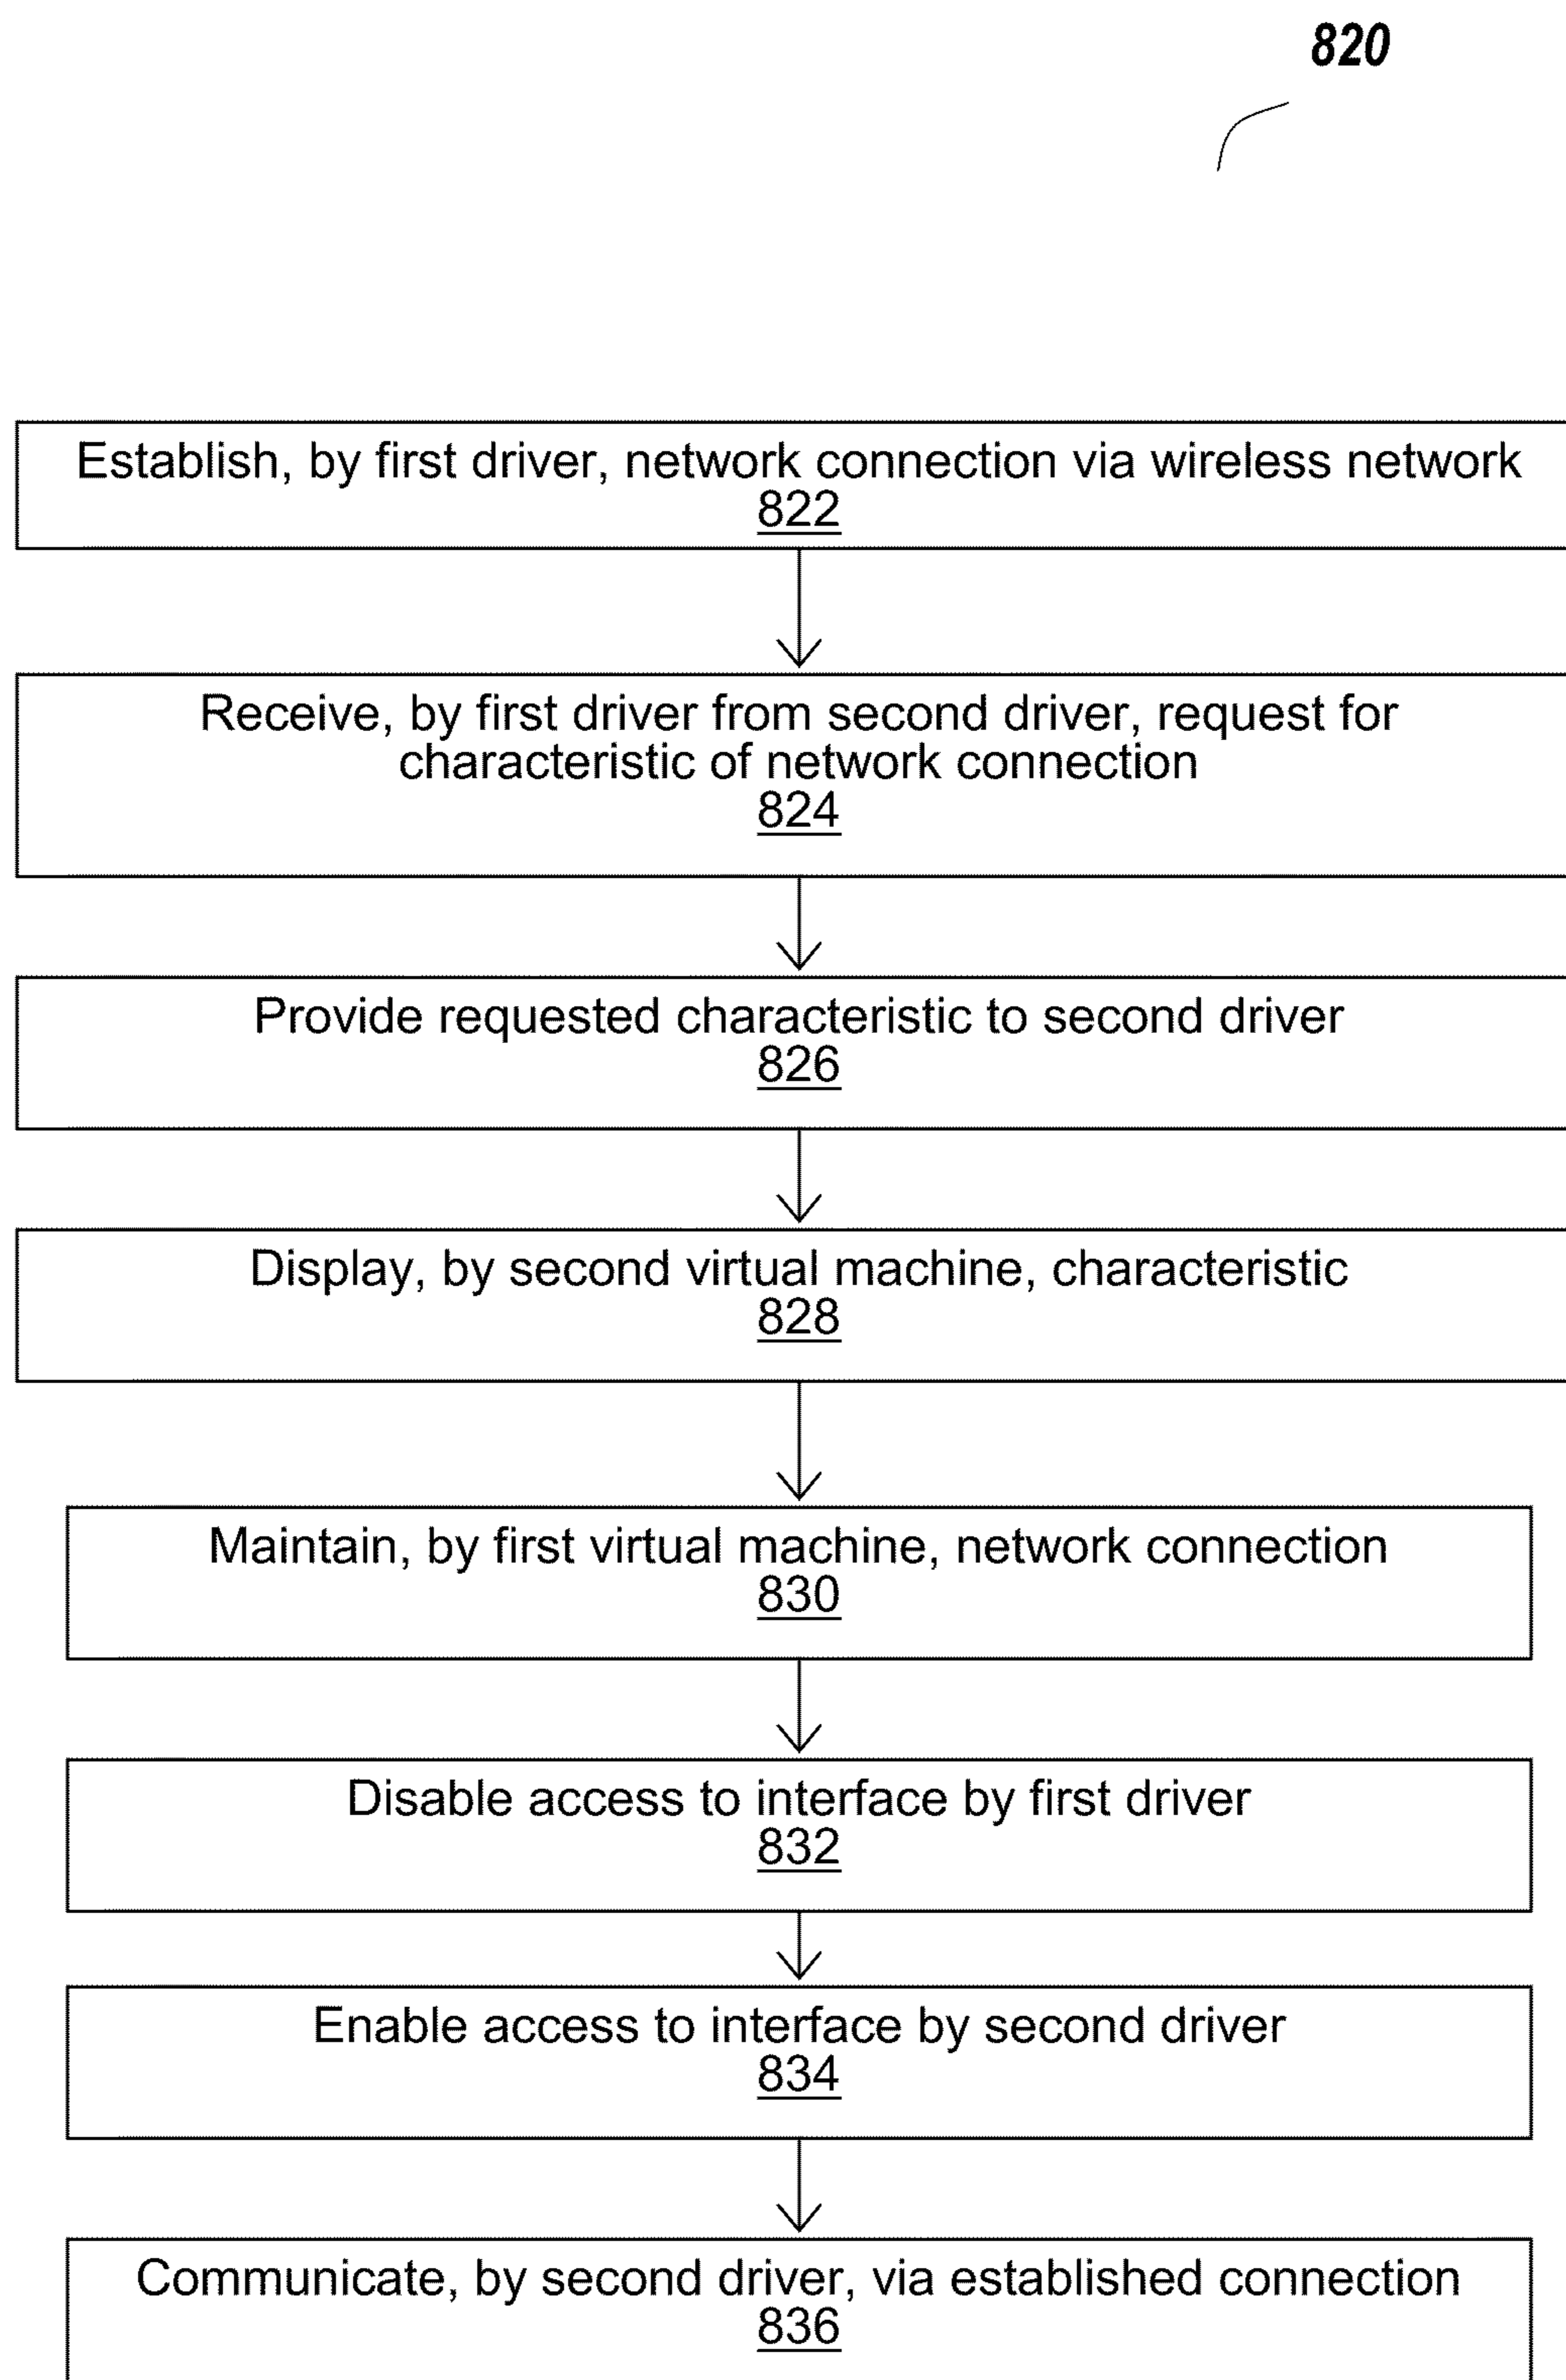 820
Establish, by first driver, network connection via wireless network
822
Receive, by first driver from second driver, request for
characteristic of network connection
824
Provide requested characteristic to second driver
826
Display, by second virtual machine, characteristic
828
Maintain, by first virtual machine, network connection
830
Disable access to interface by first driver
832
Enable access to interface by second driver
834
Communicate, by second driver, via established connection
836